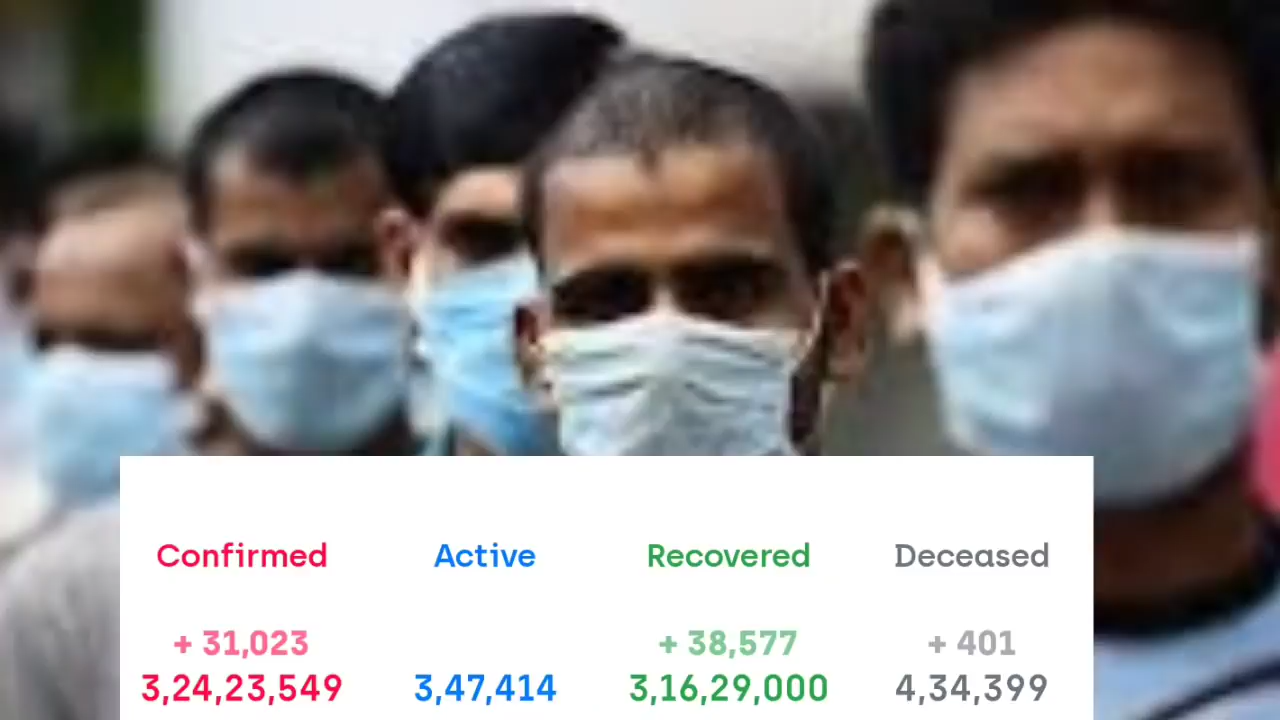 Confirmed Active Recovered Deceased
+ 31,023 + 38,577 + 401
3,24,23,549 3,47,414 3,16,29,000 4,34,399